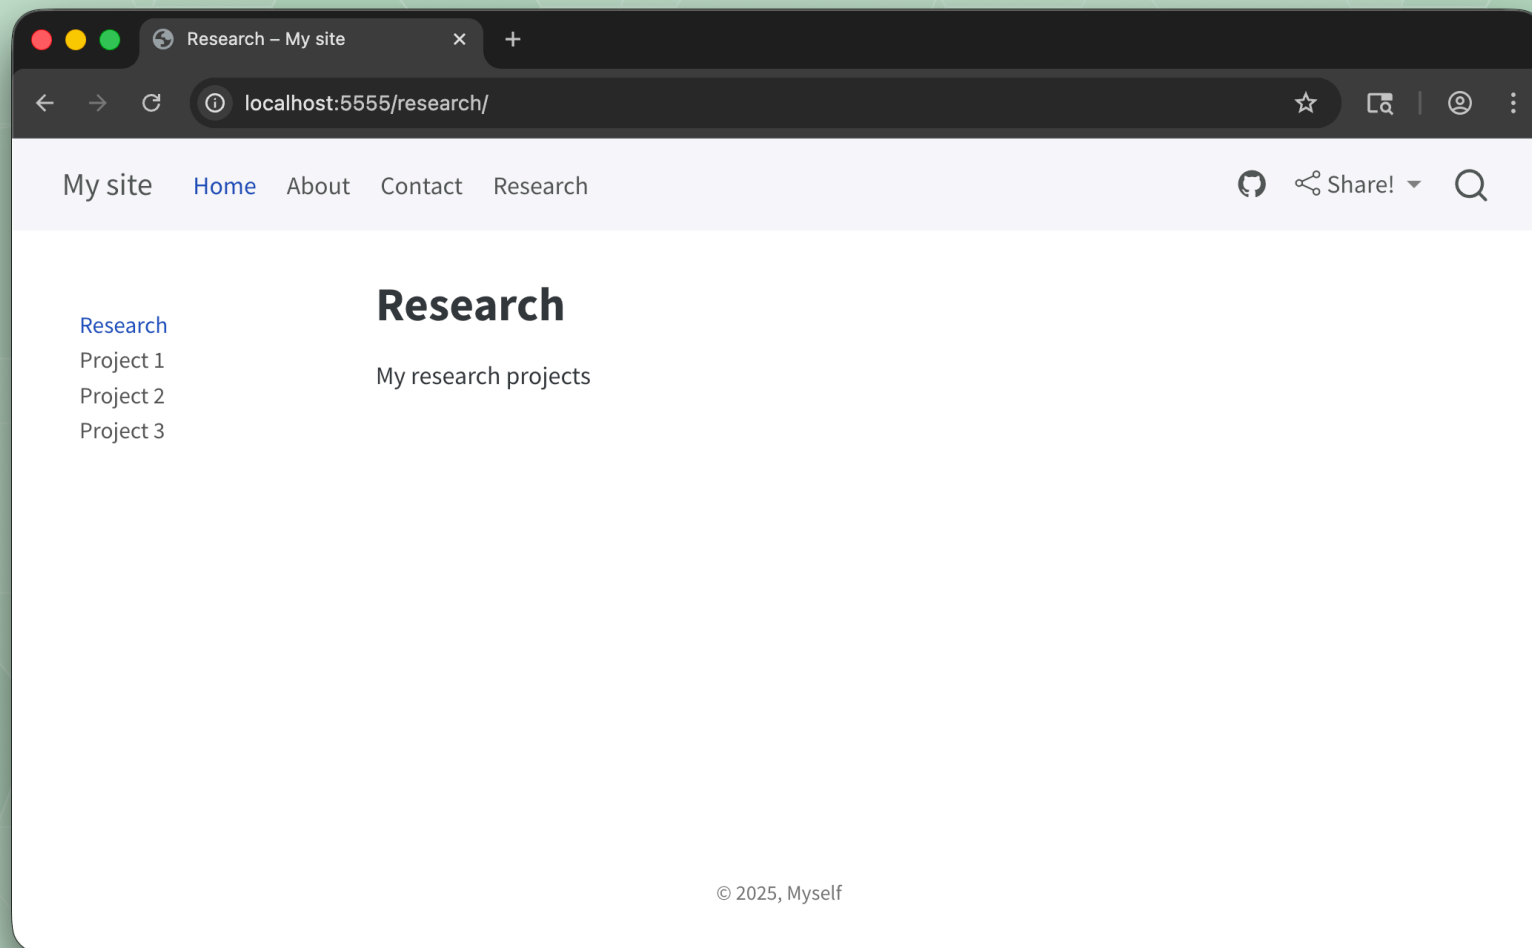 Research – My site
localhost:5555/research/
My site Home About Contact Research Share!
Research
Project 1
Project 2
Project 3
Research
My research projects
© 2025, Myself